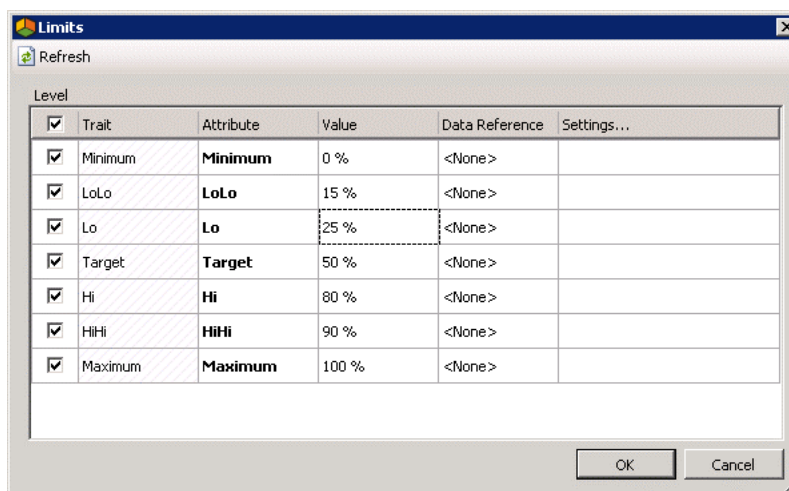 Limits
Refresh
Level
Trait Attribute Value Data Reference Settings...
Minimum Minimum 0 % <None>
LoLo LoLo 15 % <None>
Lo Lo 25 % <None>
Target Target 50 % <None>
Hi Hi 80 % <None>
HiHi HiHi 90 % <None>
Maximum Maximum 100 % <None>
OK Cancel